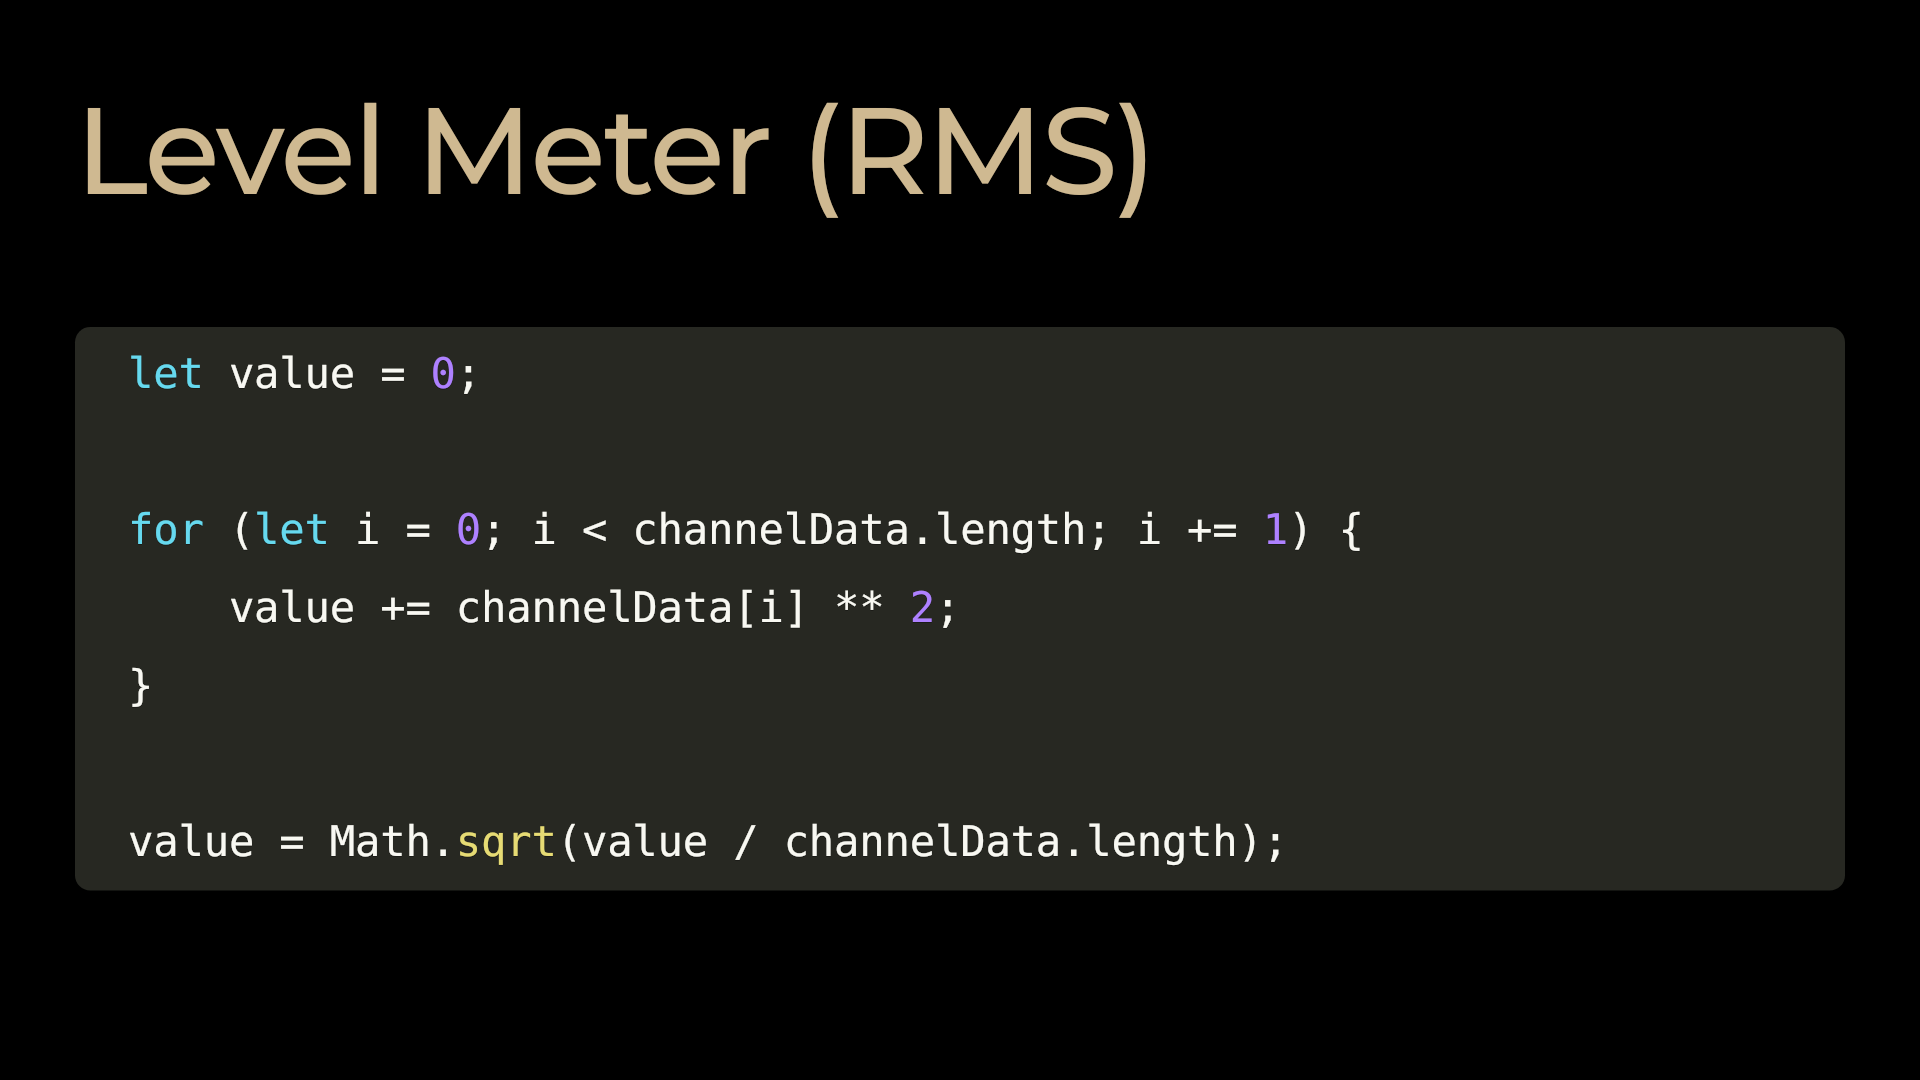 Level Meter (RMS)
let value = 0;
for (let i = 0; i < channelData.length; i += 1) {
    value += channelData[i] ** 2;
}
value = Math.sqrt(value / channelData.length);